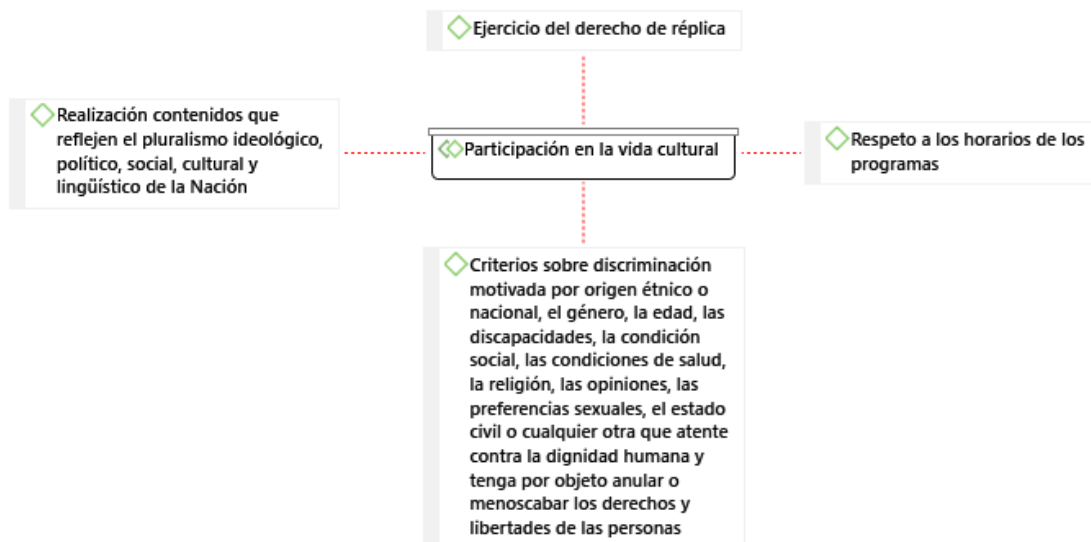 Ejercicio del derecho de réplica
Realización contenidos que
reflejen el pluralismo ideológico,
político, social, cultural y
lingüístico de la Nación
Participación en la vida cultural
Respeto a los horarios de los
programas
Criterios sobre discriminación
motivada por origen étnico o
nacional, el género, la edad, las
discapacidades, la condición
social, las condiciones de salud,
la religión, las opiniones, las
preferencias sexuales, el estado
civil o cualquier otra que atente
contra la dignidad humana y
tenga por objeto anular o
menoscabar los derechos y
libertades de las personas